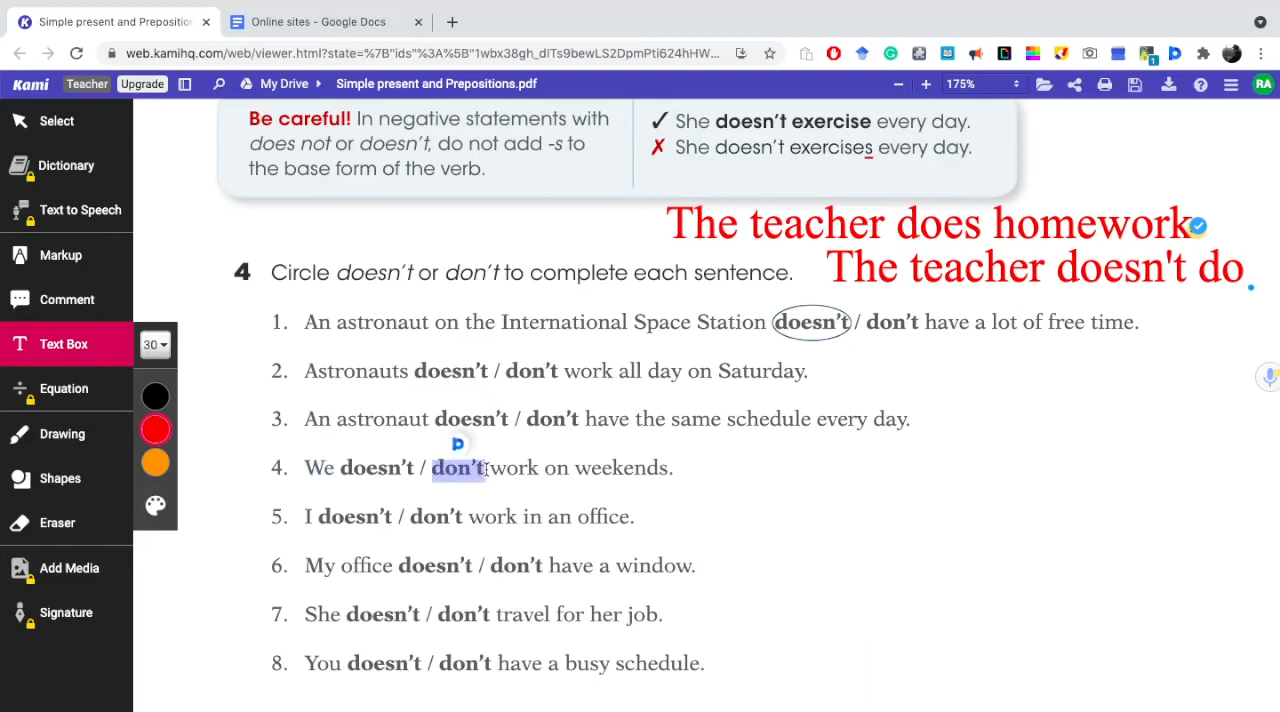 Simple present and Prepositions
Online sites - Google Docs
web.kamihq.com/web/viewer.html?state=%7B"ids"%3A%5B"1wbx38gh_dITs9bewLS2DpmPti624hHW...
Kami Teacher Upgrade My Drive Simple present and Prepositions.pdf 175% RA
Select
Dictionary
Text to Speech
Markup
Comment
Text Box
Equation
Drawing
Shapes
Eraser
Add Media
Signature
30
Be careful! In negative statements with
does not or doesn't, do not add -s to
the base form of the verb.
✓ She doesn't exercise every day.
✗ She doesn't exercises every day.
The teacher does homework
The teacher doesn't do
4 Circle doesn't or don't to complete each sentence.
1. An astronaut on the International Space Station doesn't / don't have a lot of free time.
2. Astronauts doesn't / don't work all day on Saturday.
3. An astronaut doesn't / don't have the same schedule every day.
4. We doesn't / don't work on weekends.
5. I doesn't / don't work in an office.
6. My office doesn't / don't have a window.
7. She doesn't / don't travel for her job.
8. You doesn't / don't have a busy schedule.